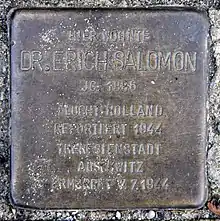 HIER WOHNTE
DR. ERICH SALOMON
JG. 1886
FLUCHT HOLLAND
DEPORTIERT 1944
THERESIENSTADT
AUSCHWITZ
ERMORDET 7.7.1944